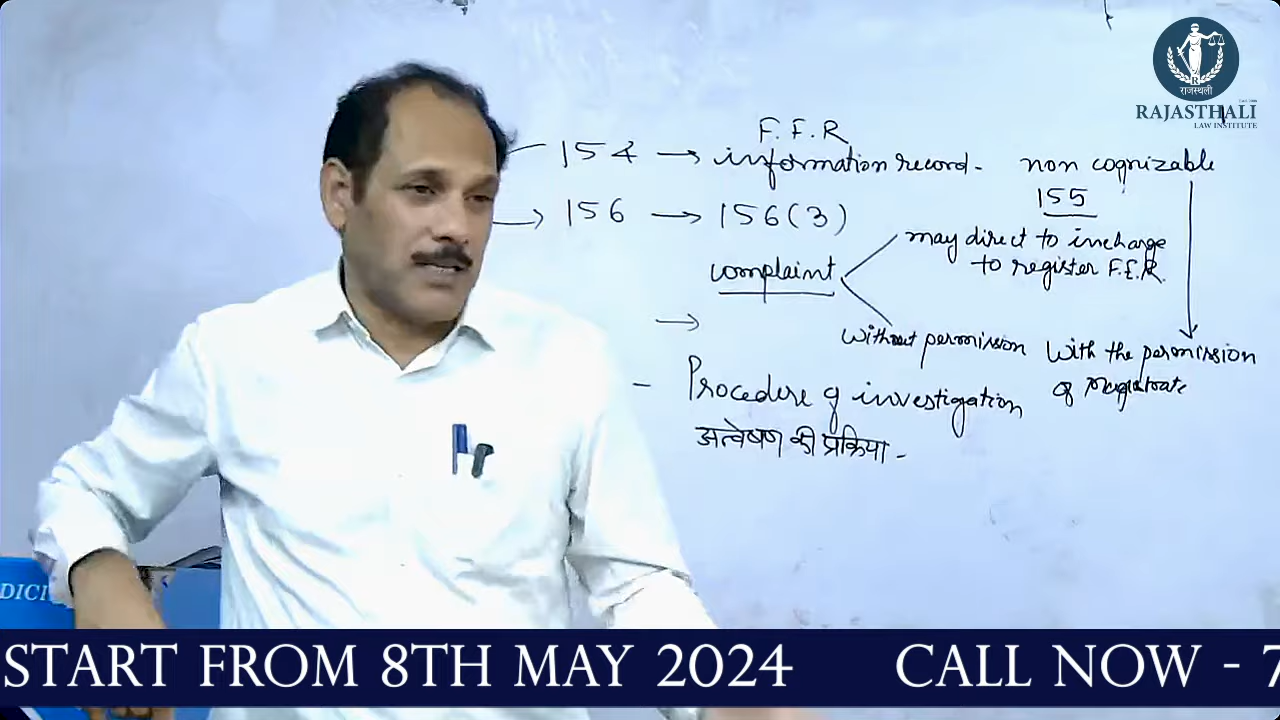 राजस्थली
RAJASTHALI
LAW INSTITUTE
F.I.R
154 → information record - non cognizable
155
→ 156 → 156(3)
may direct to incharge
to register F.I.R.
complaint
→
without permission
With the permission
of magistrate
- Procedere of investigation
अन्वेषण की प्रक्रिया -
DICI
START FROM 8TH MAY 2024 CALL NOW - 7